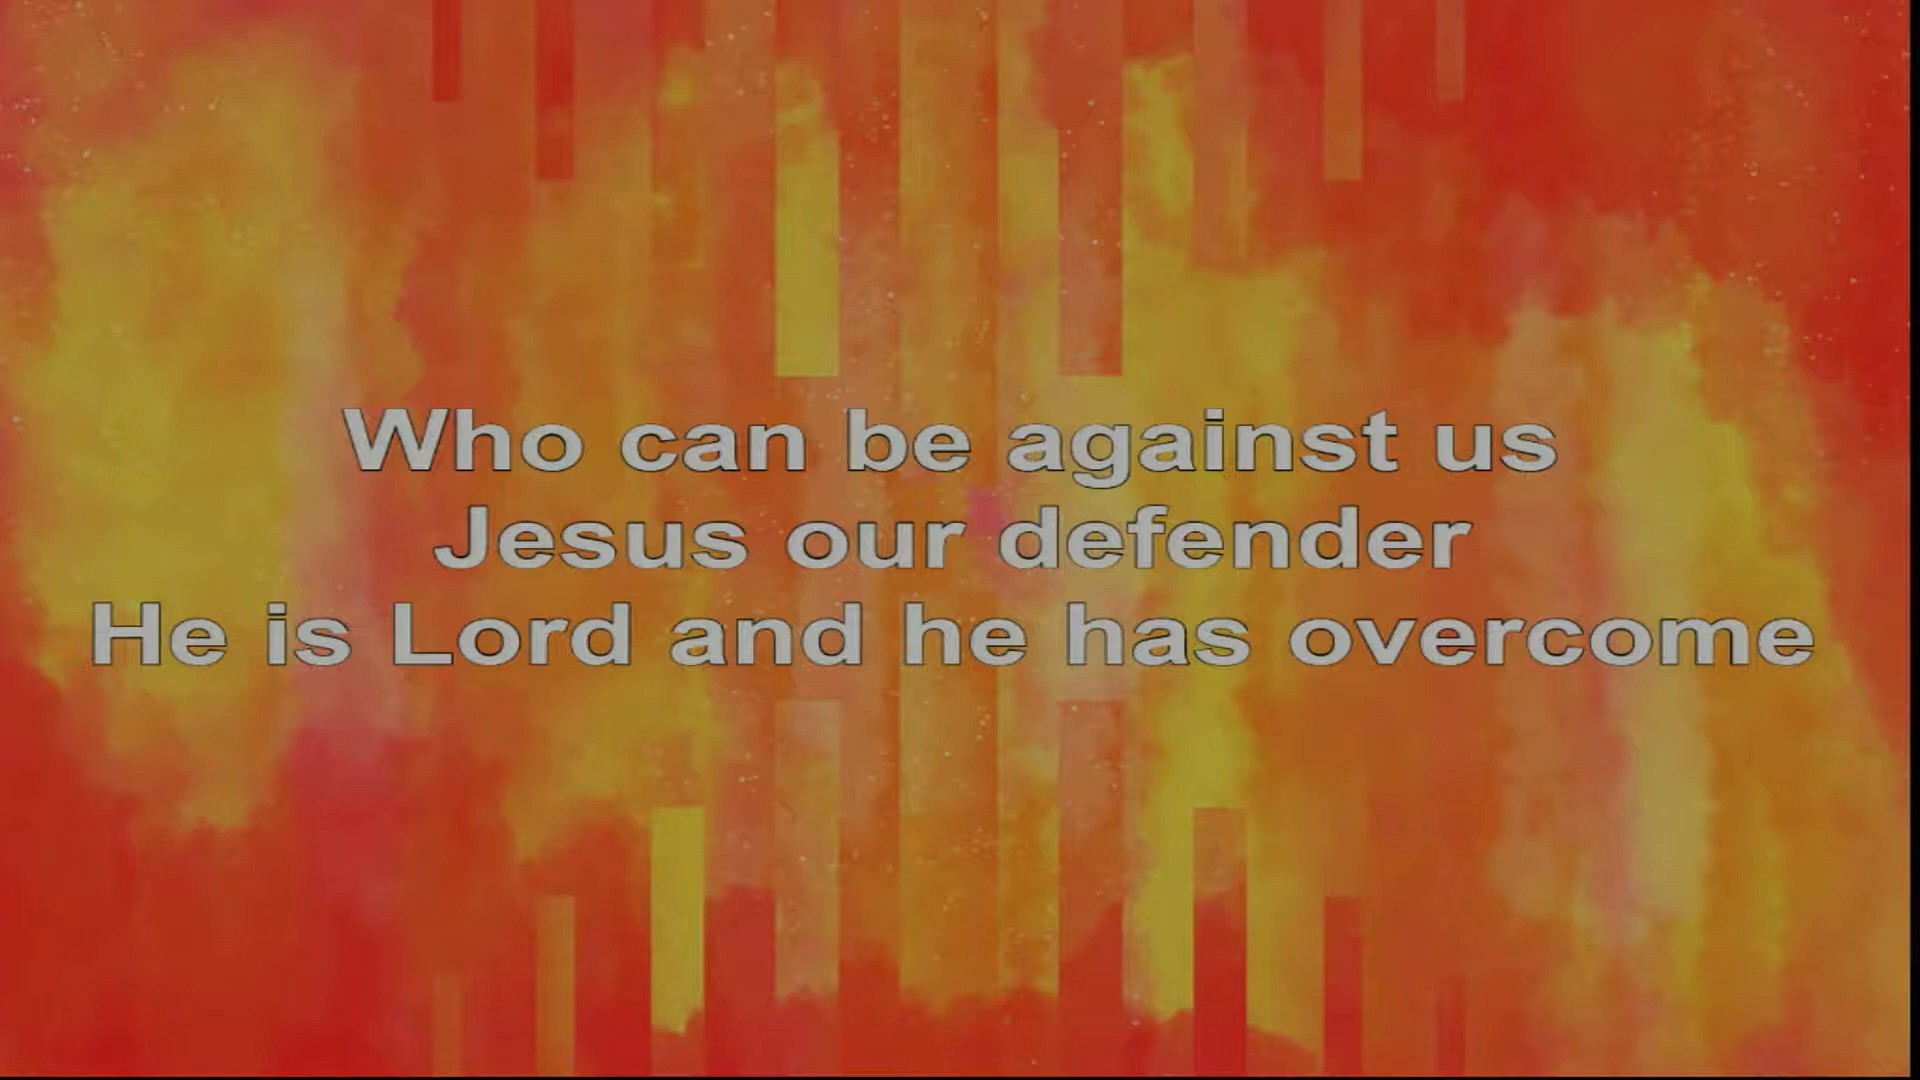 Who can be against us
Jesus our defender
He is Lord and he has overcome